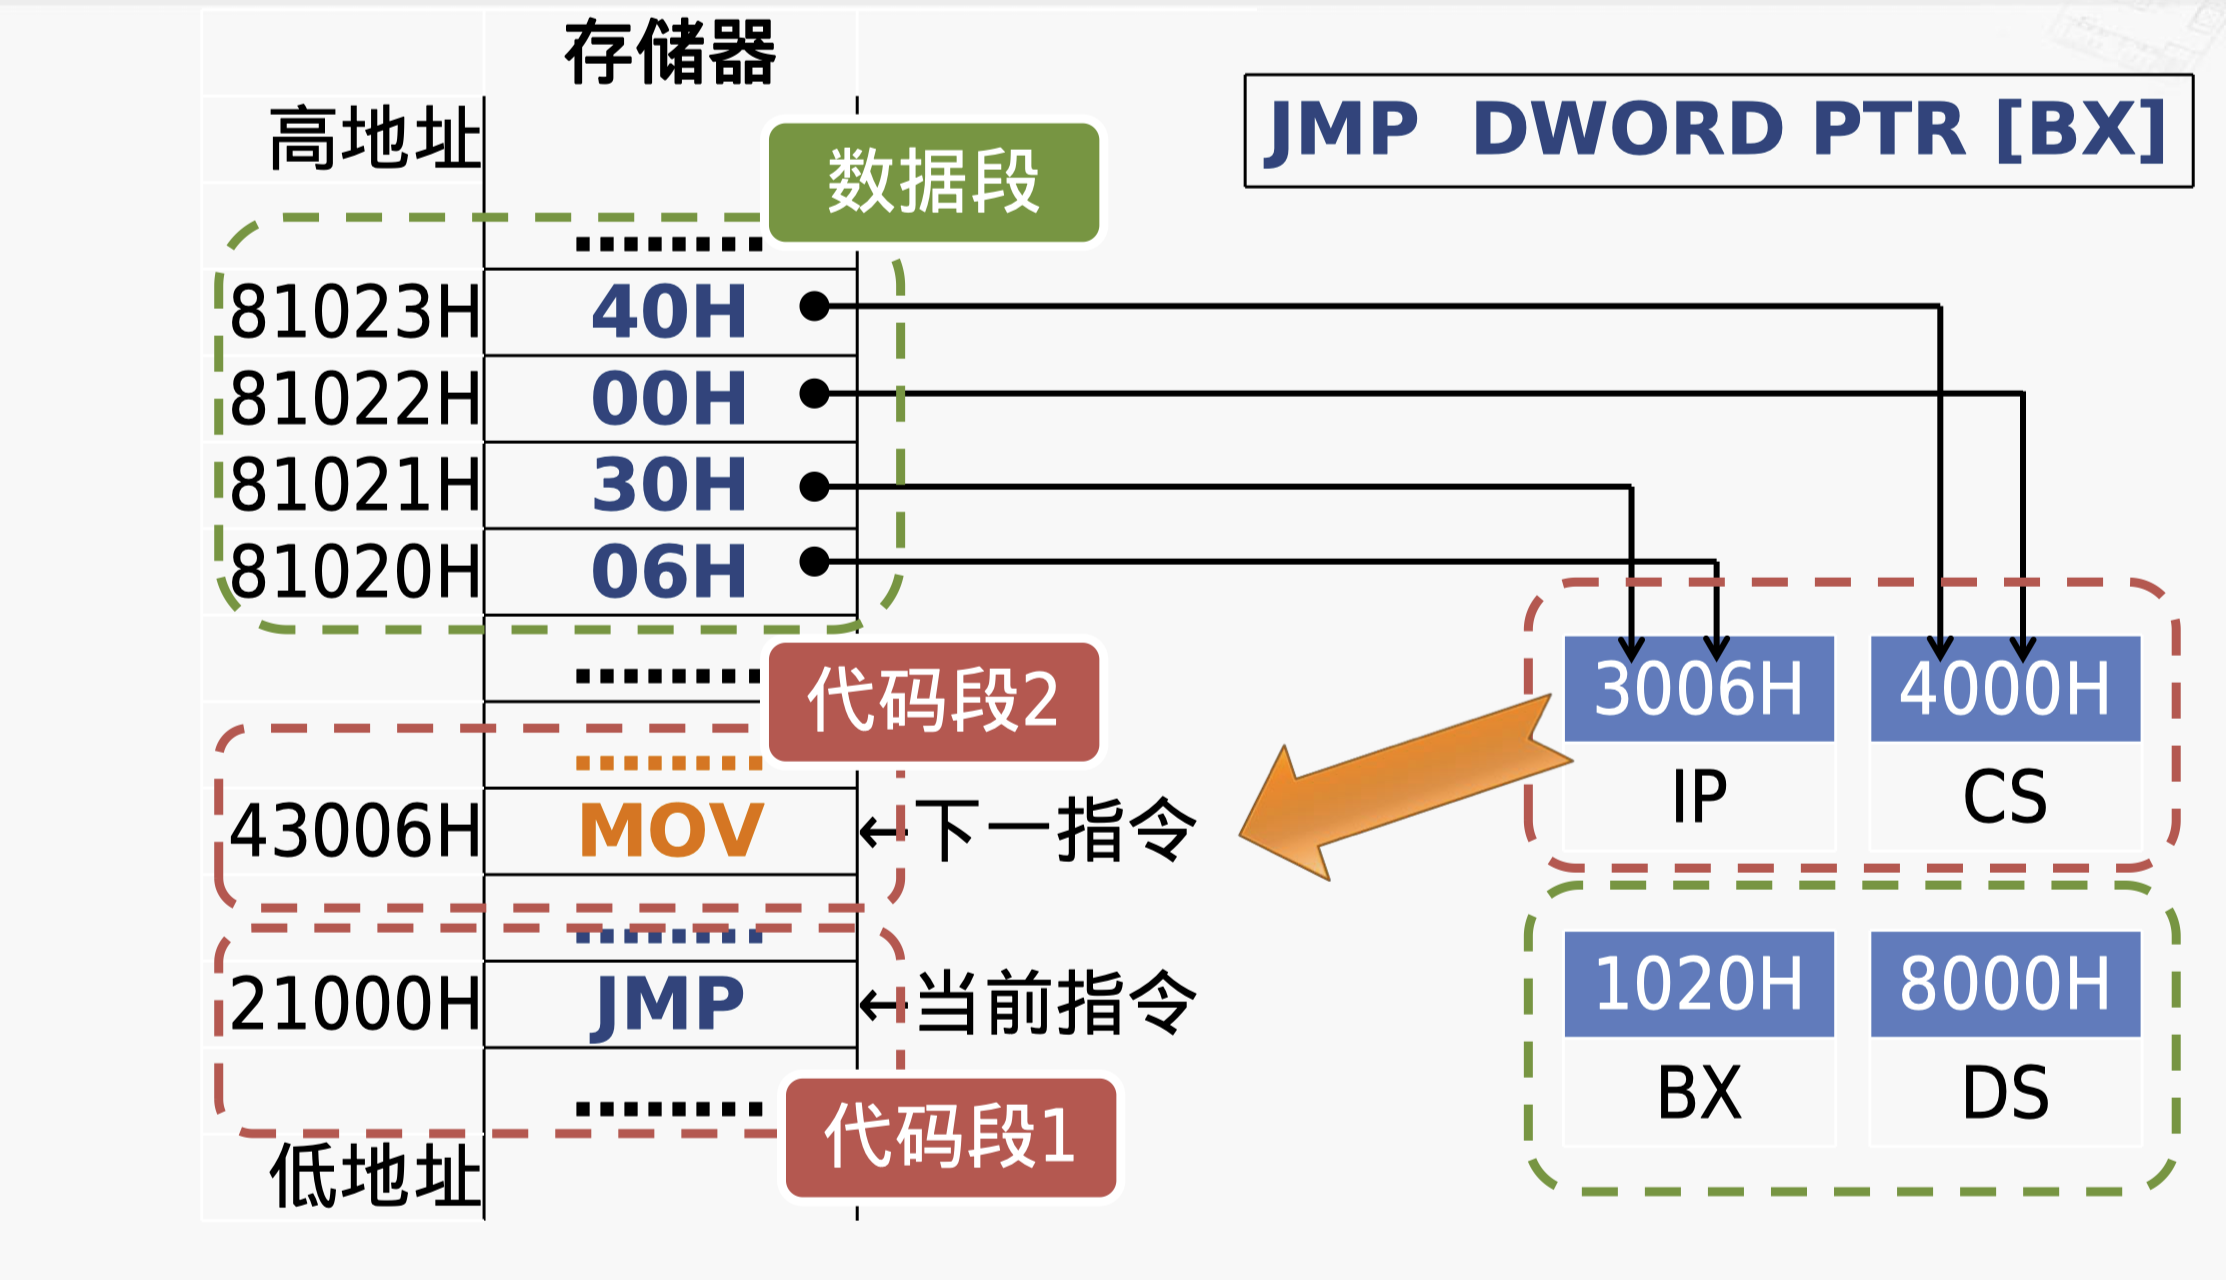 存储器
JMP DWORD PTR [BX]
高地址
数据段
........
81023H 40H
81022H 00H
81021H 30H
81020H 06H
........
代码段2
3006H 4000H
IP CS
........
43006H MOV ←下一指令
........
21000H JMP ←当前指令
1020H 8000H
BX DS
........
代码段1
低地址